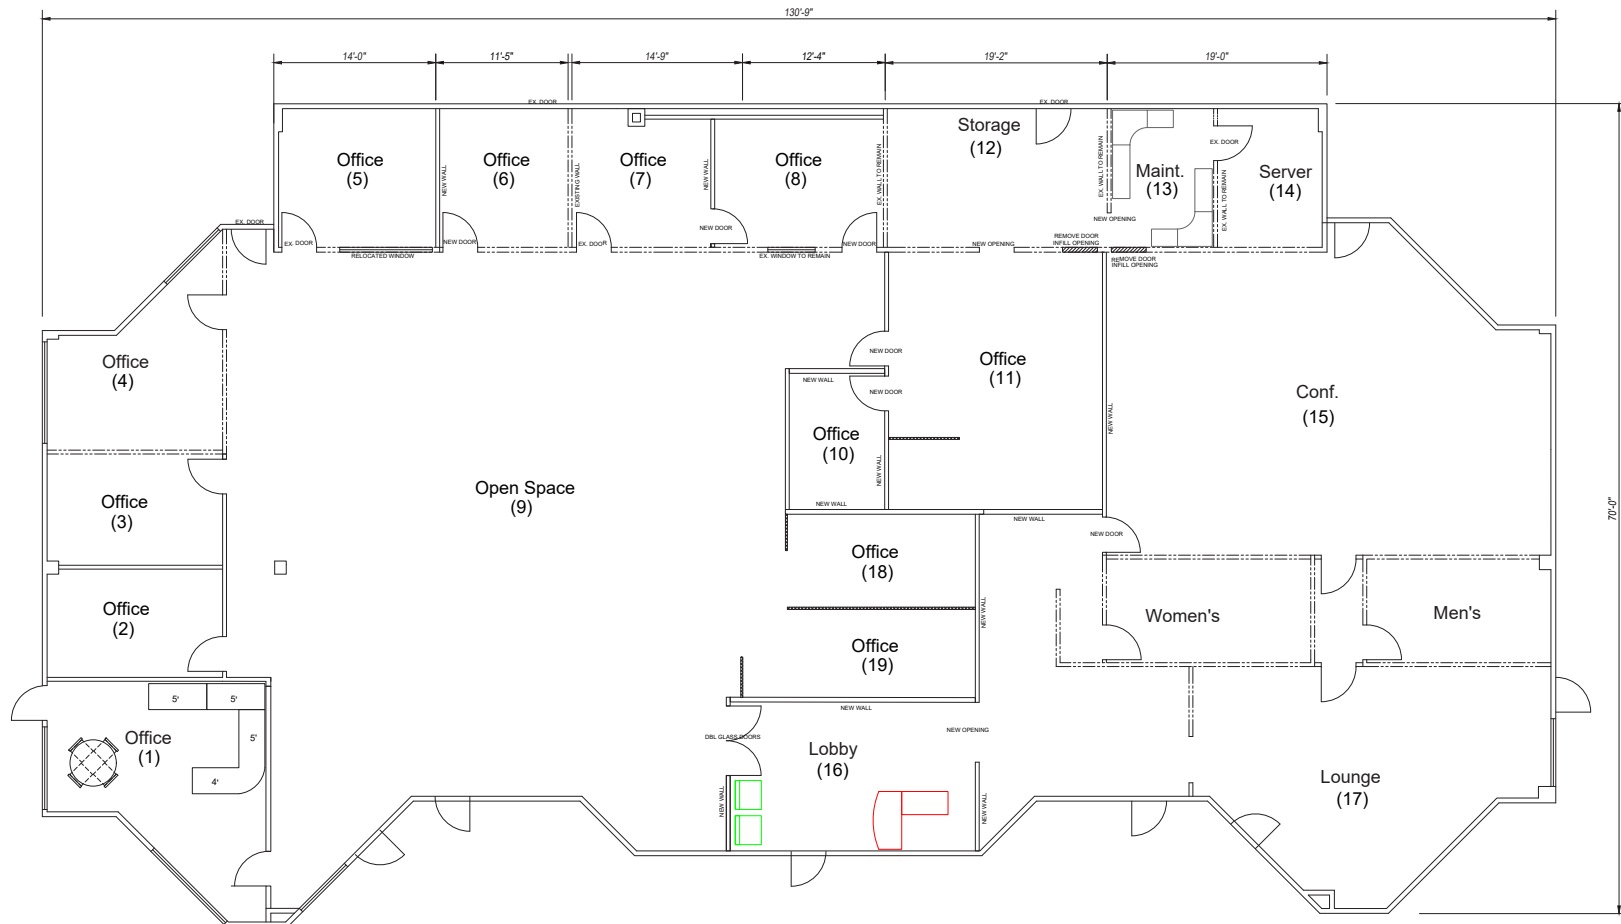 130'-9"
14'-0"
11'-5"
14'-9"
12'-4"
19'-2"
19'-0"
EX. DOOR
EX. DOOR
Office
(5)
NEW WALL
Office
(6)
EXISTING WALL
Office
(7)
NEW WALL
Office
(8)
EX. WALL TO REMAIN
Storage
(12)
EX. WALL TO REMAIN
Maint.
(13)
EX. DOOR
EX. WALL TO REMAIN
Server
(14)
EX. DOOR
EX. DOOR
NEW DOOR
EX. DOOR
NEW DOOR
NEW DOOR
NEW OPENING
NEW OPENING
REMOVE DOOR
INFILL OPENING
REMOVE DOOR
INFILL OPENING
RELOCATED WINDOW
EX. WINDOW TO REMAIN
Office
(4)
NEW DOOR
NEW WALL
NEW DOOR
Office
(11)
NEW WALL
Conf.
(15)
Office
(10)
NEW WALL
NEW WALL
Office
(3)
Open Space
(9)
NEW WALL
NEW DOOR
70'-0"
Office
(18)
Office
(2)
NEW WALL
Women's
Men's
Office
(19)
5'
5'
5'
4'
Office
(1)
NEW WALL
DBL GLASS DOORS
NEW OPENING
Lobby
(16)
NEW WALL
NEW WALL
Lounge
(17)